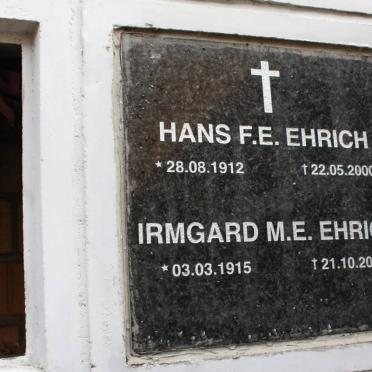 HANS F.E. EHRICH
* 28.08.1912 † 22.05.2000
IRMGARD M.E. EHRIC
* 03.03.1915 † 21.10.20